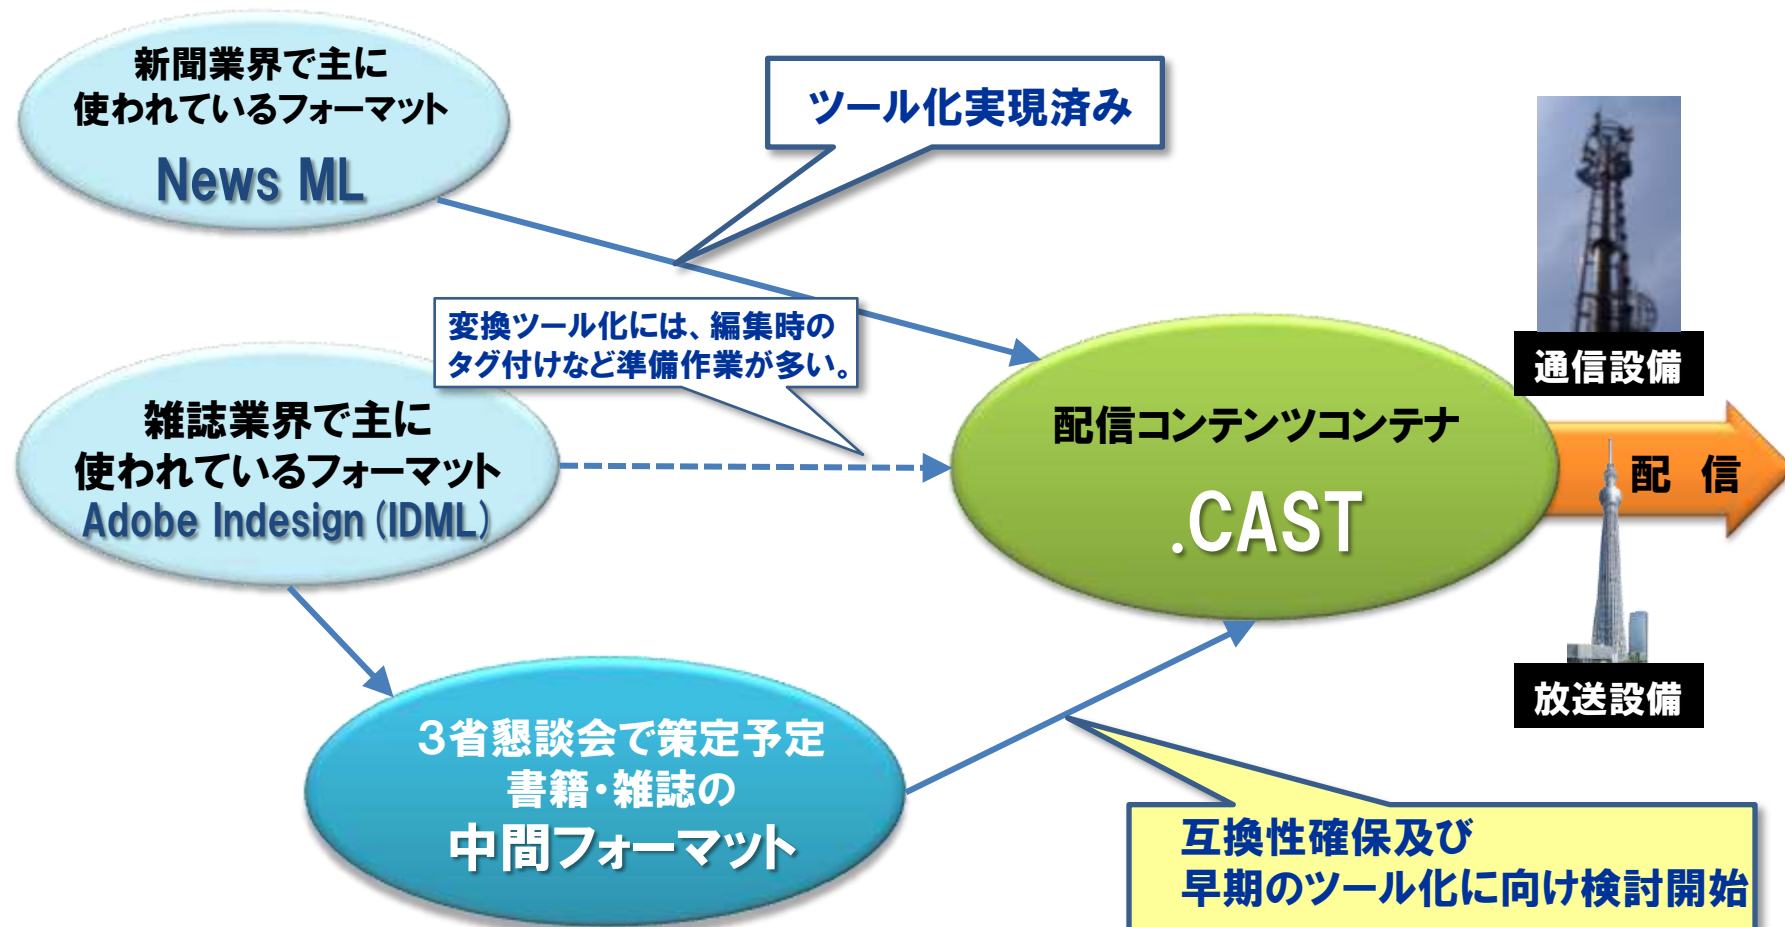 新聞業界で主に
使われているフォーマット
News ML
ツール化実現済み
変換ツール化には、編集時の
タグ付けなど準備作業が多い。
雑誌業界で主に
使われているフォーマット
Adobe Indesign(IDML)
配信コンテンツコンテナ
.CAST
通信設備
配 信
放送設備
3省懇談会で策定予定
書籍・雑誌の
中間フォーマット
互換性確保及び
早期のツール化に向け検討開始